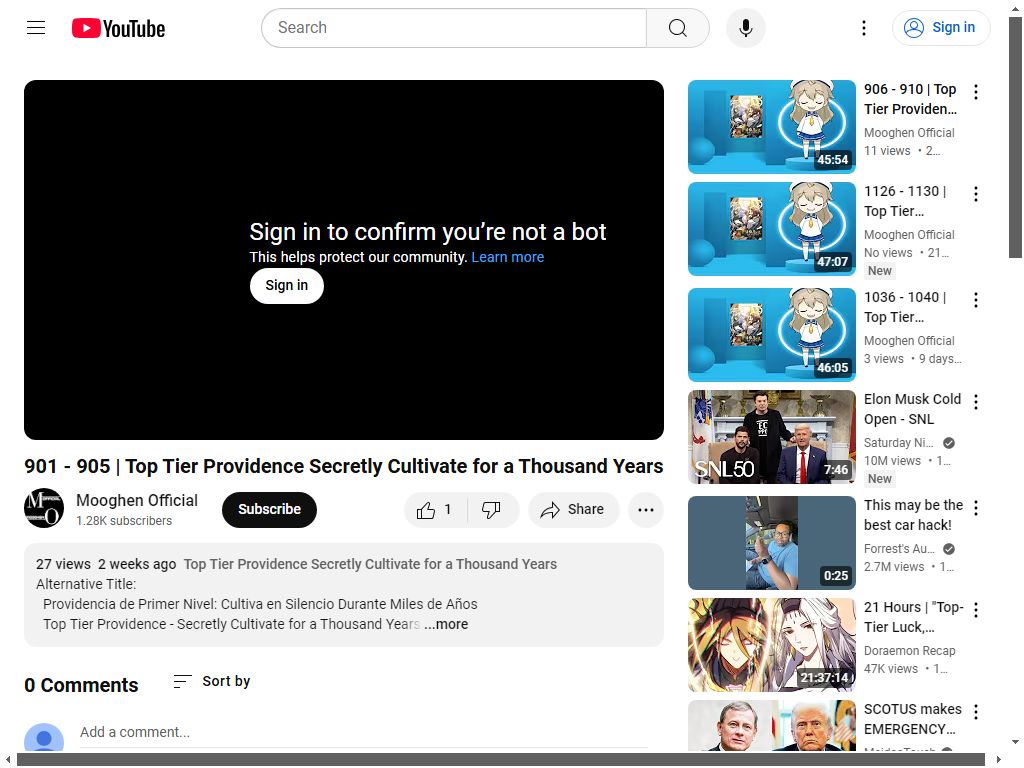 YouTube
Search
Sign in
Sign in to confirm you’re not a bot
This helps protect our community. Learn more
Sign in
901 - 905 | Top Tier Providence Secretly Cultivate for a Thousand Years
Mooghen Official
1.28K subscribers
Subscribe
1
Share
27 views 2 weeks ago Top Tier Providence Secretly Cultivate for a Thousand Years
Alternative Title:
Providencia de Primer Nivel: Cultiva en Silencio Durante Miles de Años
Top Tier Providence - Secretly Cultivate for a Thousand Years ...more
0 Comments
Sort by
Add a comment...
45:54
906 - 910 | Top
Tier Providen...
Mooghen Official
11 views • 2...
47:07
1126 - 1130 |
Top Tier...
Mooghen Official
No views • 21...
New
46:05
1036 - 1040 |
Top Tier...
Mooghen Official
3 views • 9 days...
SNL50
7:46
Elon Musk Cold
Open - SNL
Saturday Ni...
10M views • 1...
New
0:25
This may be the
best car hack!
Forrest's Au...
2.7M views • 1...
21:37:14
21 Hours | "Top-
Tier Luck,...
Doraemon Recap
47K views • 1...
SCOTUS makes
EMERGENCY...